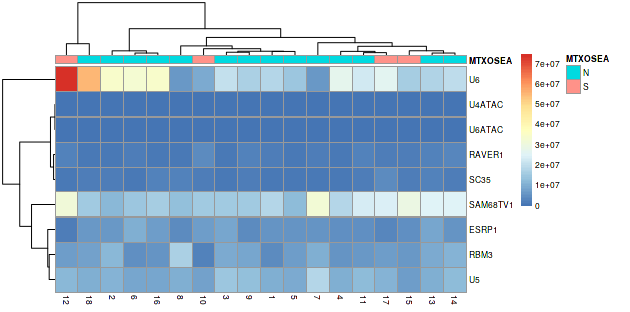 MTXOSEA
U6
U4ATAC
U6ATAC
RAVER1
SC35
SAM68TV1
ESRP1
RBM3
U5
12 18 2 6 16 8 10 3 9 1 5 7 4 11 17 15 13 14
7e+07
6e+07
5e+07
4e+07
3e+07
2e+07
1e+07
0
MTXOSEA
N
S